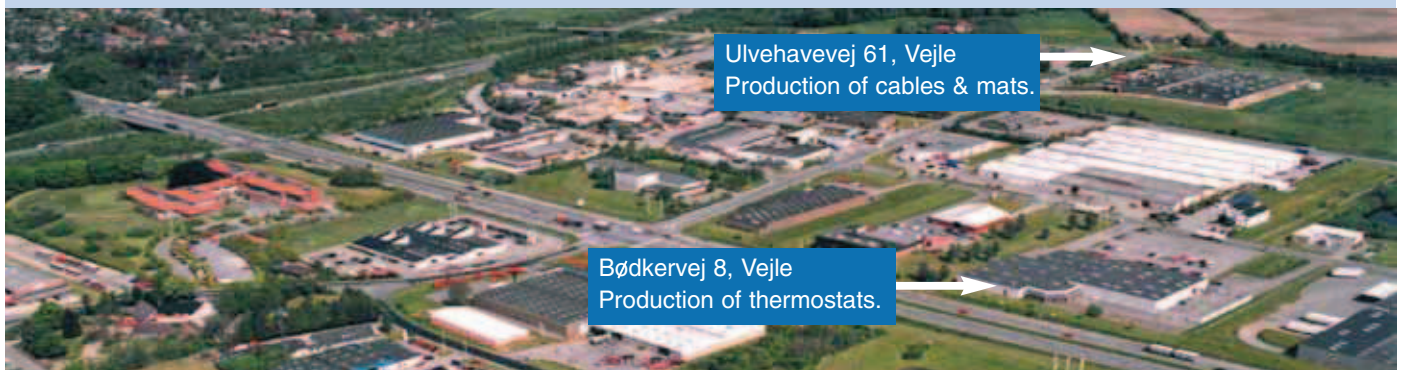 Ulvehavevej 61, Vejle
Production of cables & mats.
Bødkervej 8, Vejle
Production of thermostats.